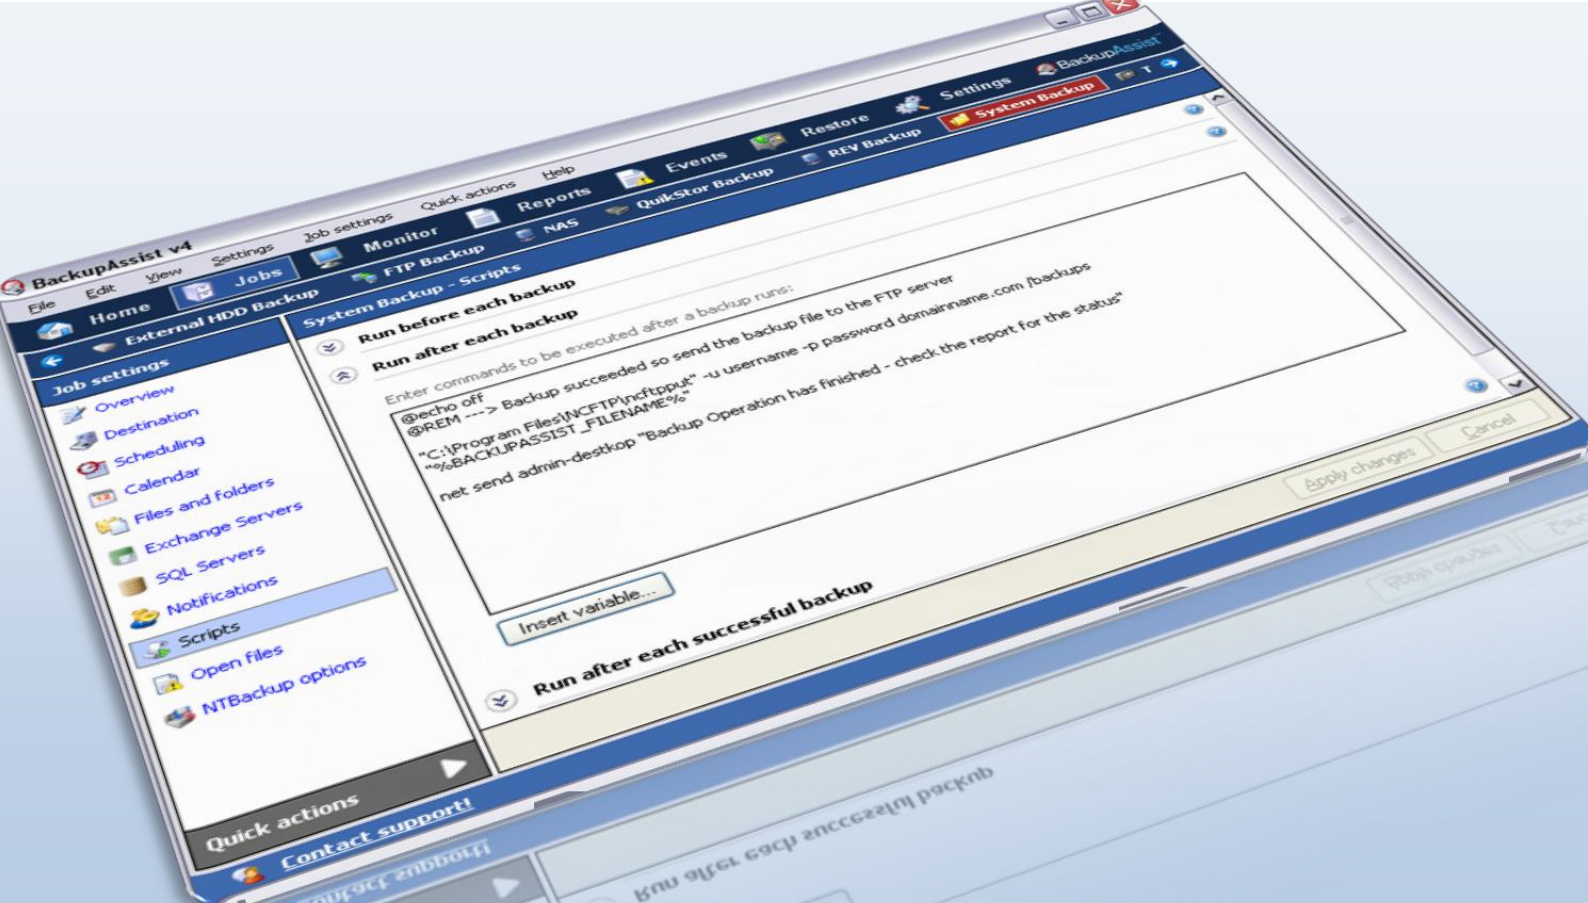 BackupAssist v4
File Edit View Settings Job settings Quick actions Help
Home Jobs Monitor Reports Events Restore Settings BackupAssist
External HDD Backup FTP Backup NAS QuikStor Backup REV Backup System Backup T
Job settings
Overview
Destination
Scheduling
Calendar
Files and folders
Exchange Servers
SQL Servers
Notifications
Scripts
Open files
NTBackup options
Quick actions
Contact support!
System Backup - Scripts
Run before each backup
Run after each backup
Enter commands to be executed after a backup runs:
@echo off
@REM ---> Backup succeeded so send the backup file to the FTP server
"C:\Program Files\NCFTP\ncftpput" -u username -p password domainname.com /backups
"%BACKUPASSIST_FILENAME%"
net send admin-destkop "Backup Operation has finished - check the report for the status"
Insert variable...
Run after each successful backup
Apply changes Cancel